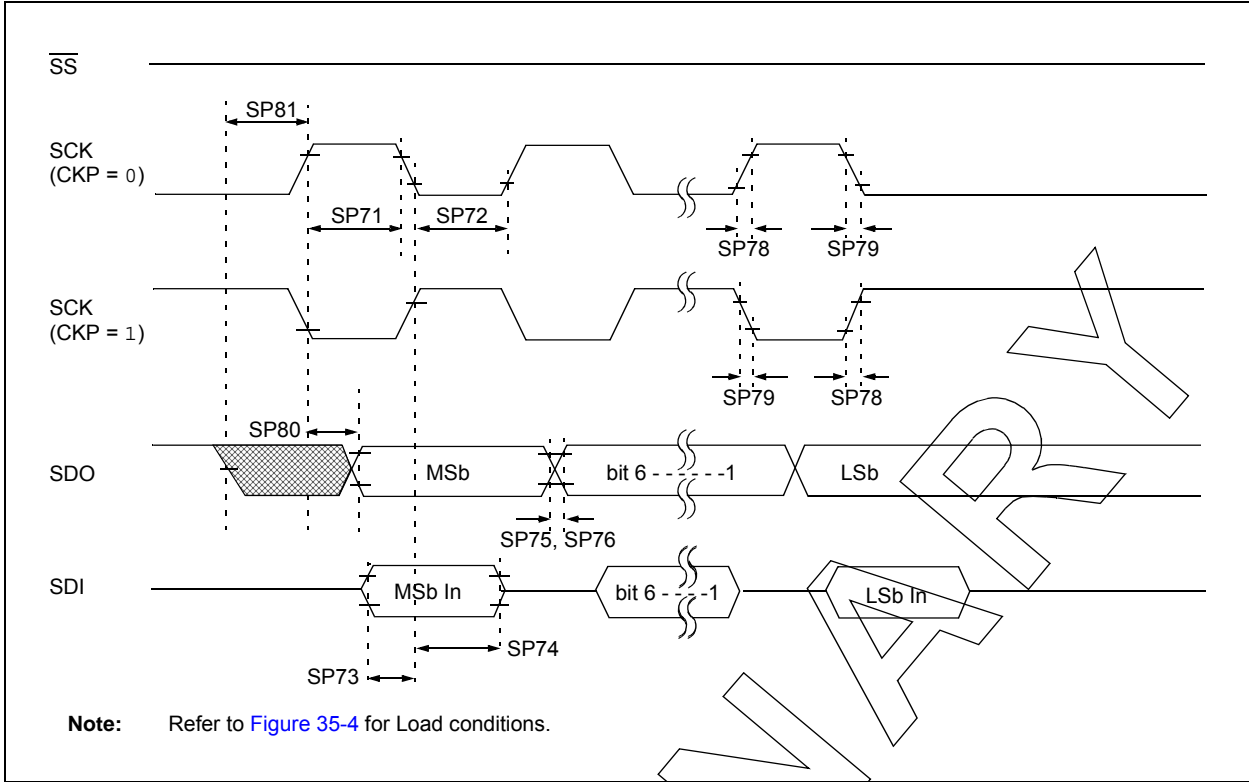 SS
SP81
SCK
(CKP = 0)
SP71
SP72
SP78
SP79
SCK
(CKP = 1)
SP79
SP78
SP80
SDO
MSb
bit 6 - - - - - -1
LSb
SP75, SP76
SDI
MSb In
bit 6 - - - - -1
LSb In
SP74
SP73
Note: Refer to Figure 35-4 for Load conditions.
V A R Y